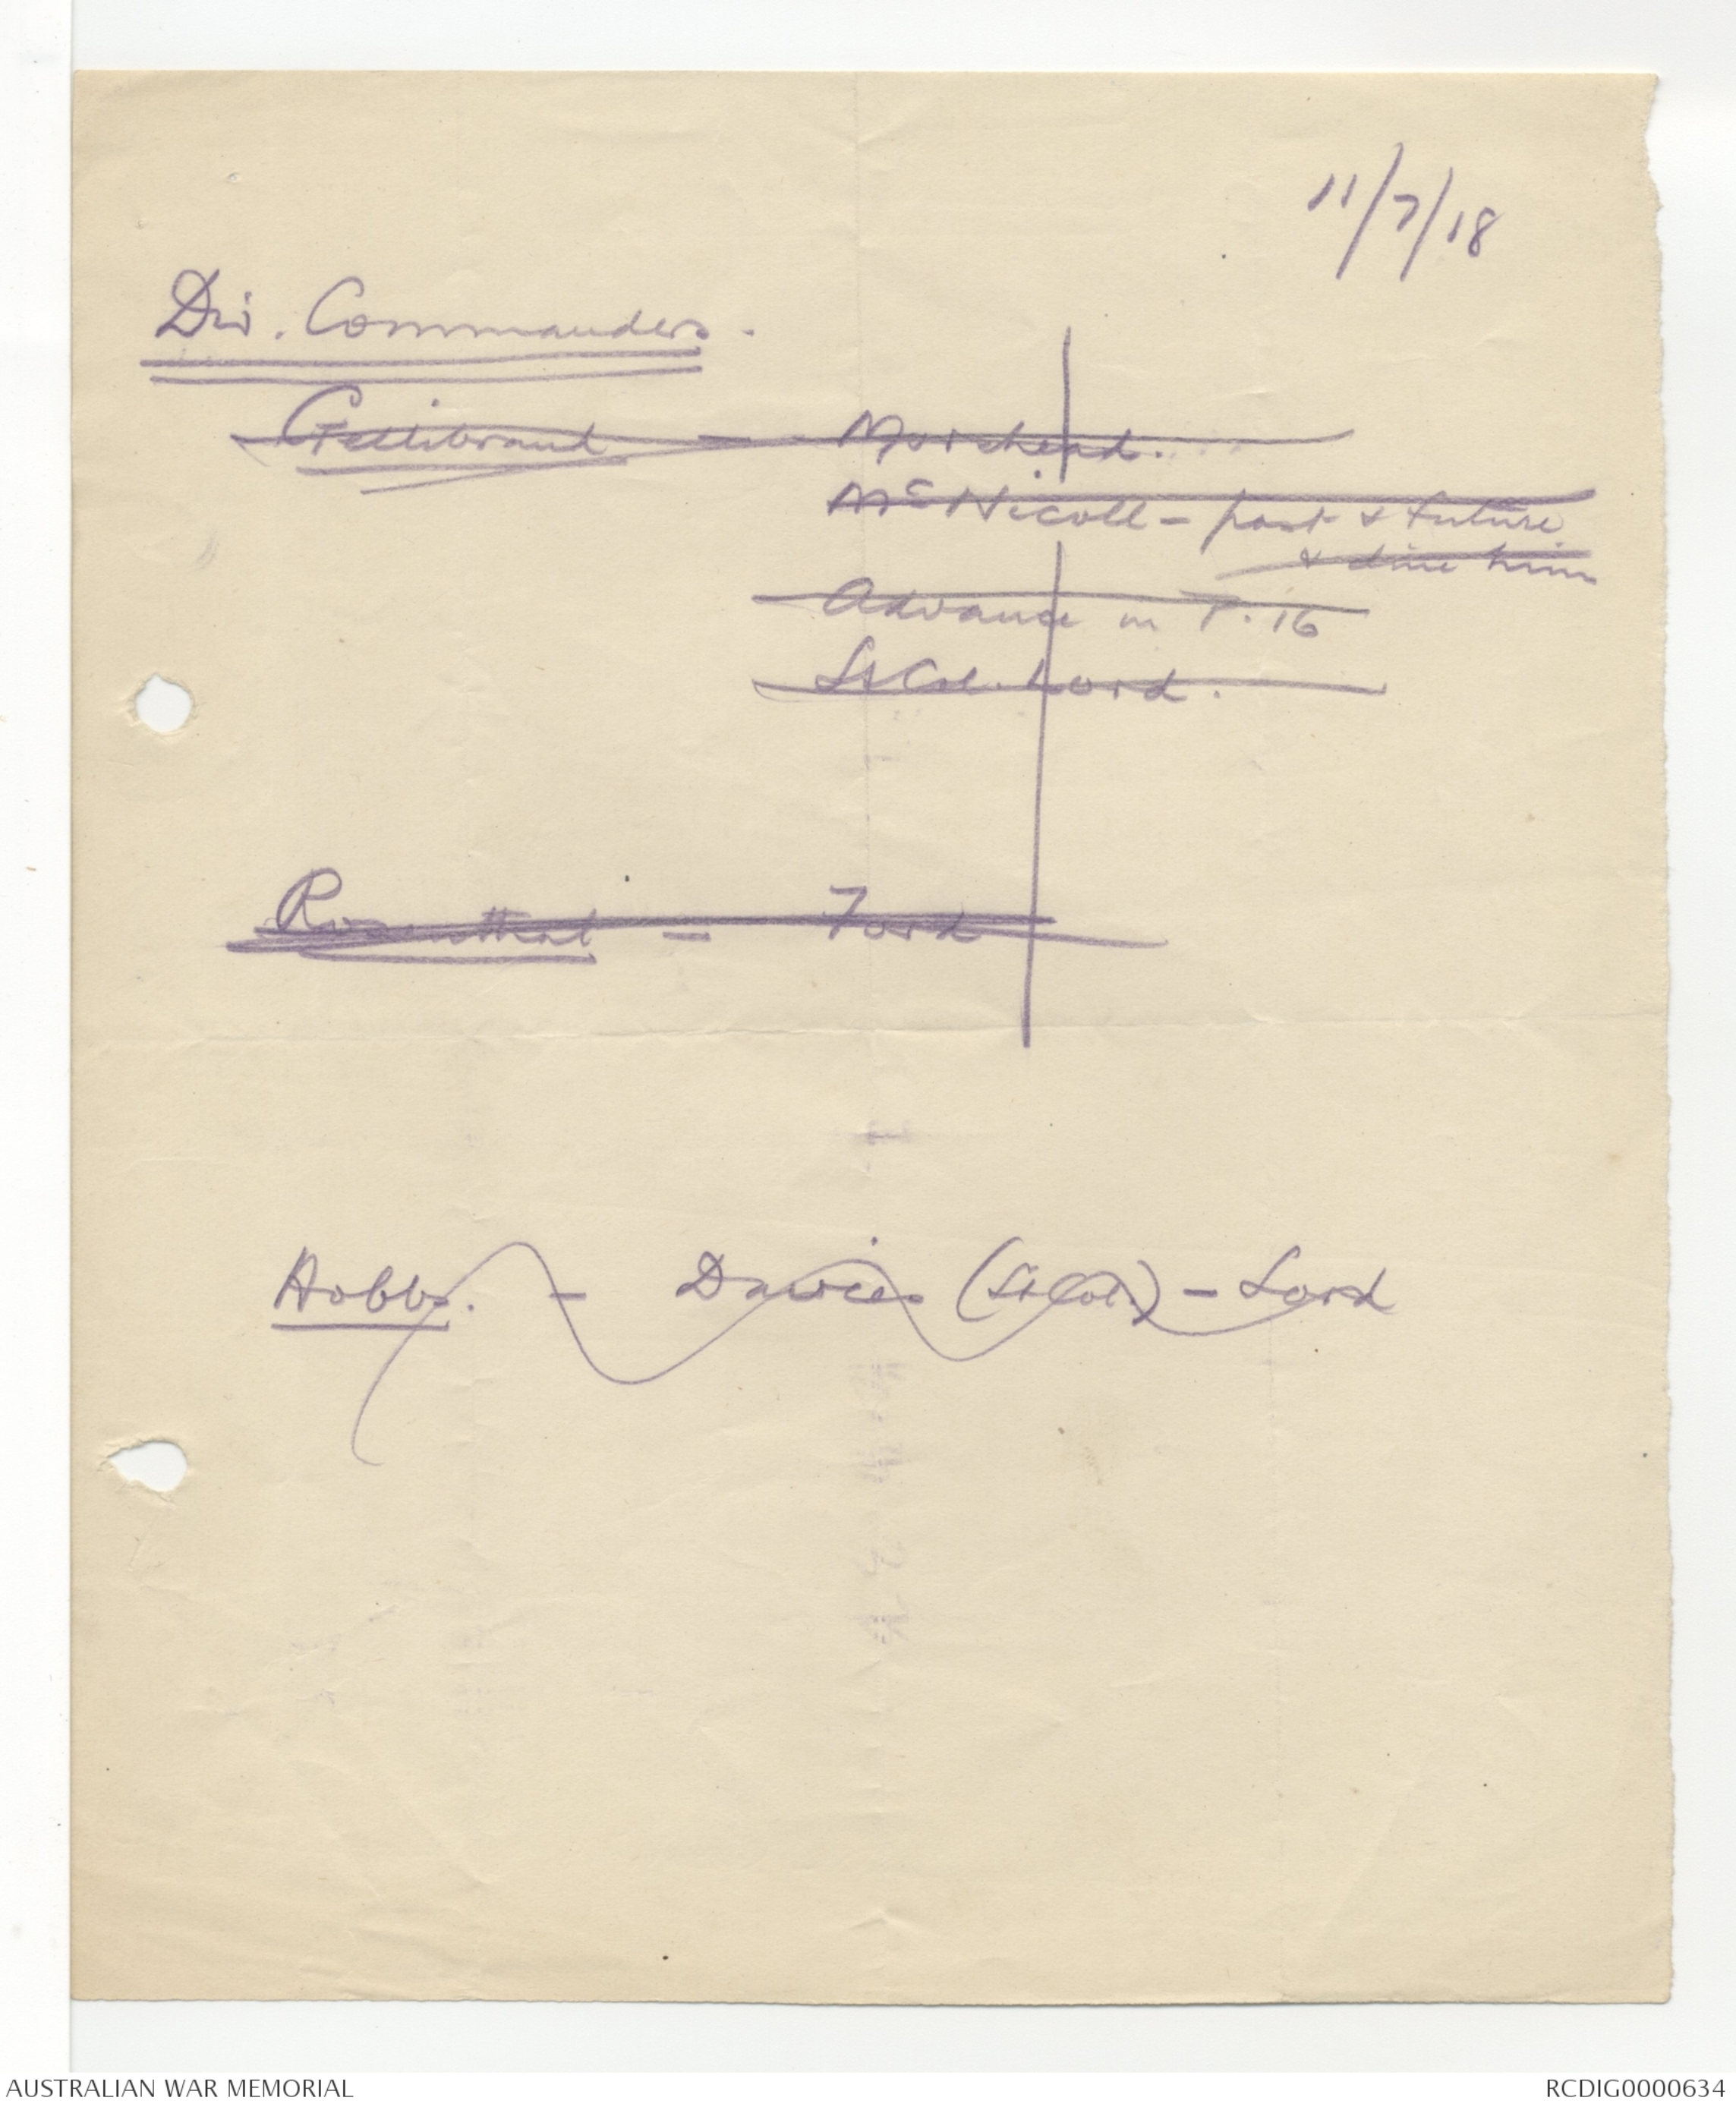 11/7/18
Div. Commanders.
Gellibrand - Morshead.
McNicoll - past & future
& dine him
Advance in P. 16
Lt Col. Lord.
Rosenthal - Ford
Hobbs. - Davies (Lt Col.) - Lord
AUSTRALIAN WAR MEMORIAL
RCDIG0000634